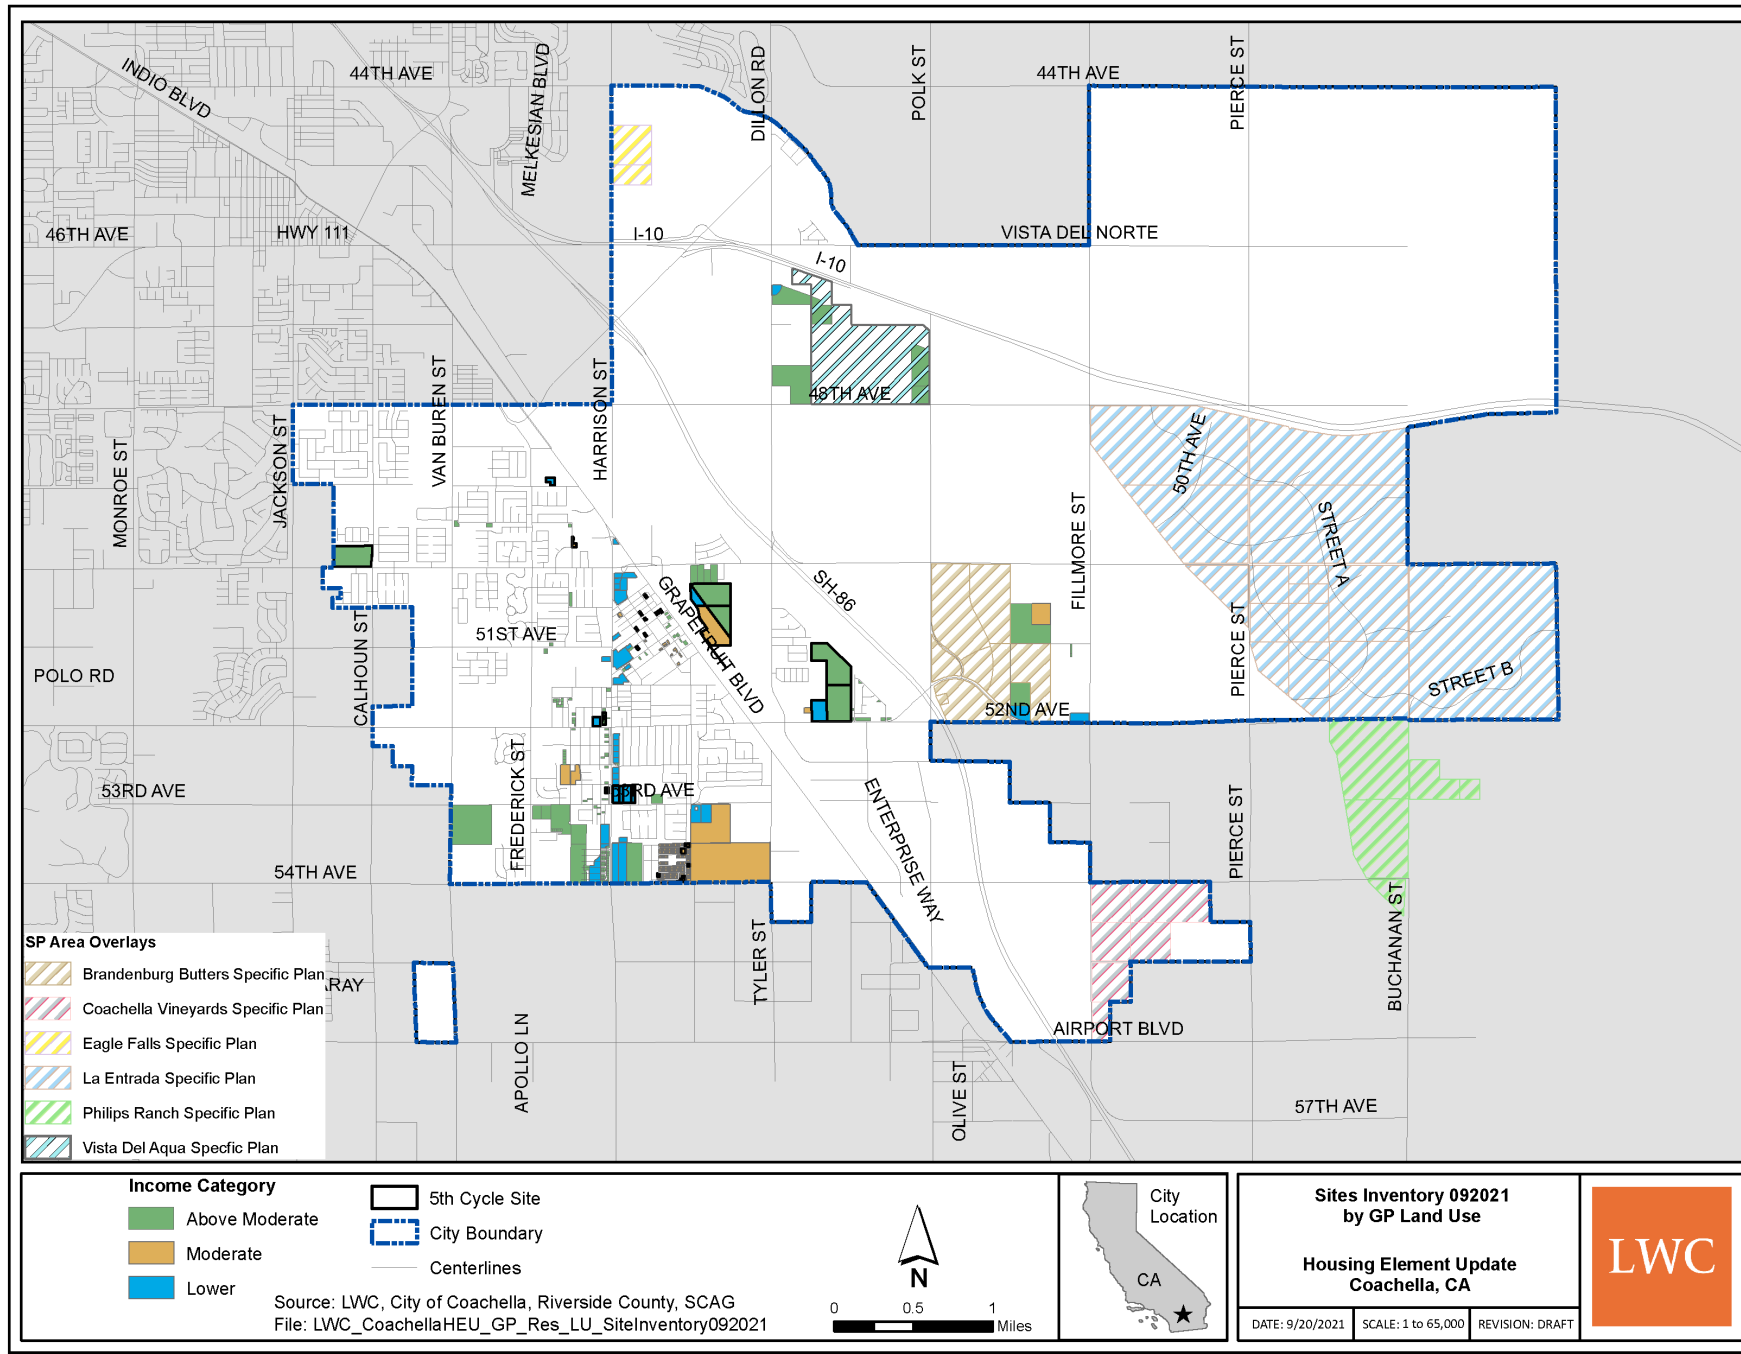 44TH AVE
44TH AVE
INDIO BLVD
MELKESIAN BLVD
DILLON RD
POLK ST
PIERCE ST
46TH AVE
HWY 111
I-10
VISTA DEL NORTE
I-10
48TH AVE
HARRISON ST
VAN BUREN ST
JACKSON ST
MONROE ST
50TH AVE
STREET A
FILLMORE ST
SH-86
GRAPEFRUIT BLVD
51ST AVE
CALHOUN ST
POLO RD
PIERCE ST
STREET B
52ND AVE
FREDERICK ST
53RD AVE
53RD AVE
ENTERPRISE WAY
PIERCE ST
54TH AVE
BUCHANAN ST
TYLER ST
ARAY
APOLLO LN
AIRPORT BLVD
OLIVE ST
57TH AVE
SP Area Overlays
Brandenburg Butters Specific Plan
Coachella Vineyards Specific Plan
Eagle Falls Specific Plan
La Entrada Specific Plan
Philips Ranch Specific Plan
Vista Del Aqua Specfic Plan
Income Category
Above Moderate
Moderate
Lower
5th Cycle Site
City Boundary
Centerlines
Source: LWC, City of Coachella, Riverside County, SCAG
File: LWC_CoachellaHEU_GP_Res_LU_SiteInventory092021
N
0 0.5 1
Miles
City
Location
CA
Sites Inventory 092021
by GP Land Use
Housing Element Update
Coachella, CA
DATE: 9/20/2021 SCALE: 1 to 65,000 REVISION: DRAFT
LWC